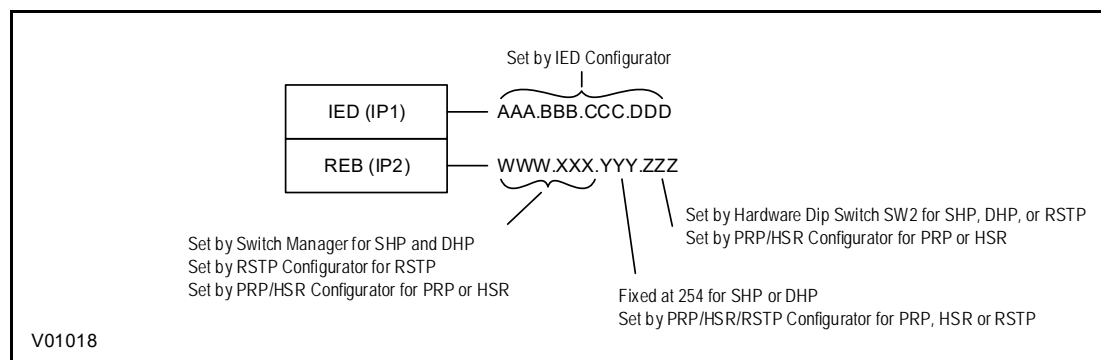 Set by IED Configurator
IED (IP1)
AAA.BBB.CCC.DDD
REB (IP2)
WWW.XXX.YYY.ZZZ
Set by Hardware Dip Switch SW2 for SHP, DHP, or RSTP
Set by PRP/HSR Configurator for PRP or HSR
Set by Switch Manager for SHP and DHP
Set by RSTP Configurator for RSTP
Set by PRP/HSR Configurator for PRP or HSR
Fixed at 254 for SHP or DHP
Set by PRP/HSR/RSTP Configurator for PRP, HSR or RSTP
V01018